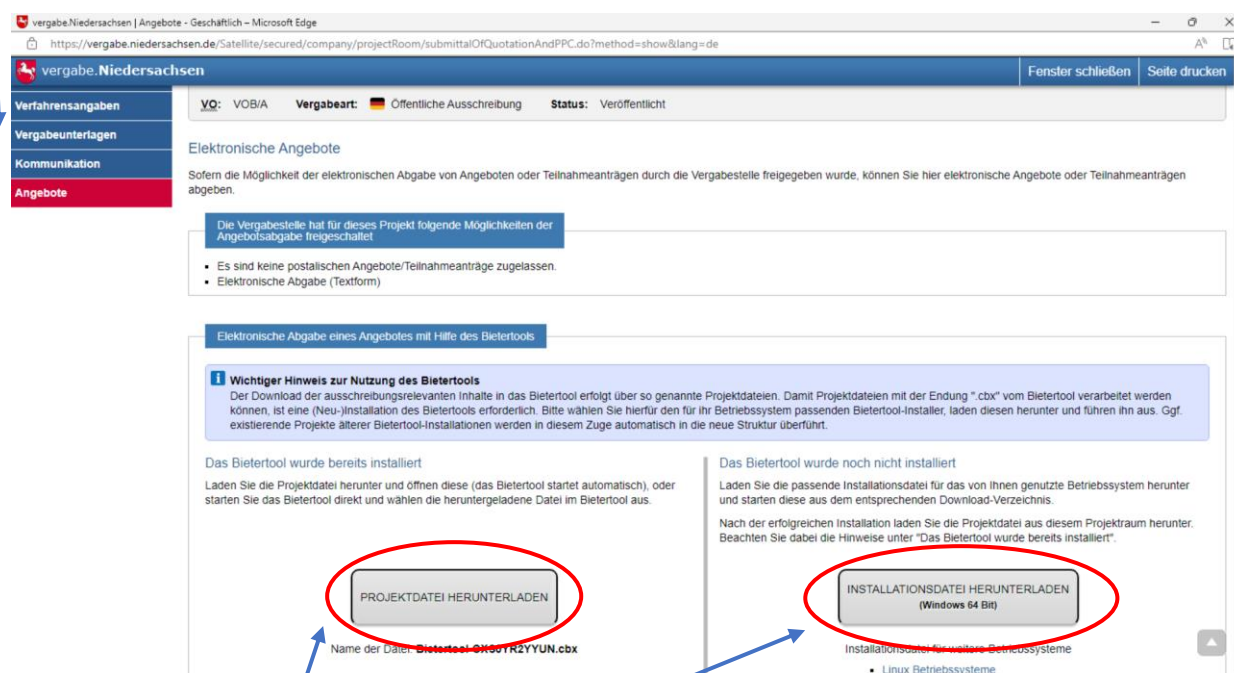 vergabe.Niedersachsen | Angebote - Geschäftlich – Microsoft Edge
https://vergabe.niedersachsen.de/Satellite/secured/company/projectRoom/submittalOfQuotationAndPPC.do?method=show&lang=de
vergabe.Niedersachsen
Fenster schließen
Seite drucken
Verfahrensangaben
Vergabeunterlagen
Kommunikation
Angebote
VO: VOB/A Vergabeart: Öffentliche Ausschreibung Status: Veröffentlicht
Elektronische Angebote
Sofern die Möglichkeit der elektronischen Abgabe von Angeboten oder Teilnahmeanträgen durch die Vergabestelle freigegeben wurde, können Sie hier elektronische Angebote oder Teilnahmeanträgen
abgeben.
Die Vergabestelle hat für dieses Projekt folgende Möglichkeiten der
Angebotsabgabe freigeschaltet
Es sind keine postalischen Angebote/Teilnahmeanträge zugelassen.
Elektronische Abgabe (Textform)
Elektronische Abgabe eines Angebotes mit Hilfe des Bietertools
Wichtiger Hinweis zur Nutzung des Bietertools
Der Download der ausschreibungsrelevanten Inhalte in das Bietertool erfolgt über so genannte Projektdateien. Damit Projektdateien mit der Endung ".cbx" vom Bietertool verarbeitet werden
können, ist eine (Neu-)Installation des Bietertools erforderlich. Bitte wählen Sie hierfür den für ihr Betriebssystem passenden Bietertool-Installer, laden diesen herunter und führen ihn aus. Ggf.
existierende Projekte älterer Bietertool-Installationen werden in diesem Zuge automatisch in die neue Struktur überführt.
Das Bietertool wurde bereits installiert
Laden Sie die Projektdatei herunter und öffnen diese (das Bietertool startet automatisch), oder
starten Sie das Bietertool direkt und wählen die heruntergeladene Datei im Bietertool aus.
PROJEKTDATEI HERUNTERLADEN
Name der Datei:
Das Bietertool wurde noch nicht installiert
Laden Sie die passende Installationsdatei für das von Ihnen genutzte Betriebssystem herunter
und starten diese aus dem entsprechenden Download-Verzeichnis.
Nach der erfolgreichen Installation laden Sie die Projektdatei aus diesem Projektraum herunter.
Beachten Sie dabei die Hinweise unter "Das Bietertool wurde bereits installiert".
INSTALLATIONSDATEI HERUNTERLADEN
(Windows 64 Bit)
Installationsdatei für weitere Betriebssysteme
Linux Betriebssysteme